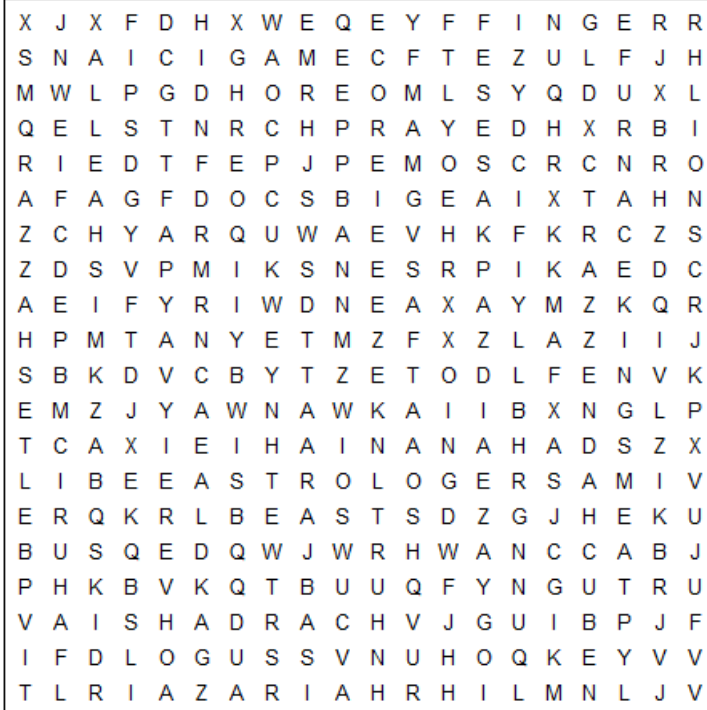 X J X F D H X W E Q E Y F F I N G E R R
S N A I C I G A M E C F T E Z U L F J H
M W L P G D H O R E O M L S Y Q D U X L
Q E L S T N R C H P R A Y E D H X R B I
R I E D T F E P J P E M O S C R C N R O
A F A G F D O C S B I G E A I X T A H N
Z C H Y A R Q U W A E V H K F K R C Z S
Z D S V P M I K S N E S R P I K A E D C
A E I F Y R I W D N E A X A Y M Z K Q R
H P M T A N Y E T M Z F X Z L A Z I I J
S B K D V C B Y T Z E T O D L F E N V K
E M Z J Y A W N A W K A I I B X N G L P
T C A X I E I H A I N A N A H A D S Z X
L I B E E A S T R O L O G E R S A M I V
E R Q K R L B E A S T S D Z G J H E K U
B U S Q E D Q W J W R H W A N C C A B J
P H K B V K Q T B U U Q F Y N G U T R U
V A I S H A D R A C H V J G U I B P J F
I F D L O G U S S V N U H O Q K E Y V V
T L R I A Z A R I A H R H I L M N L J V